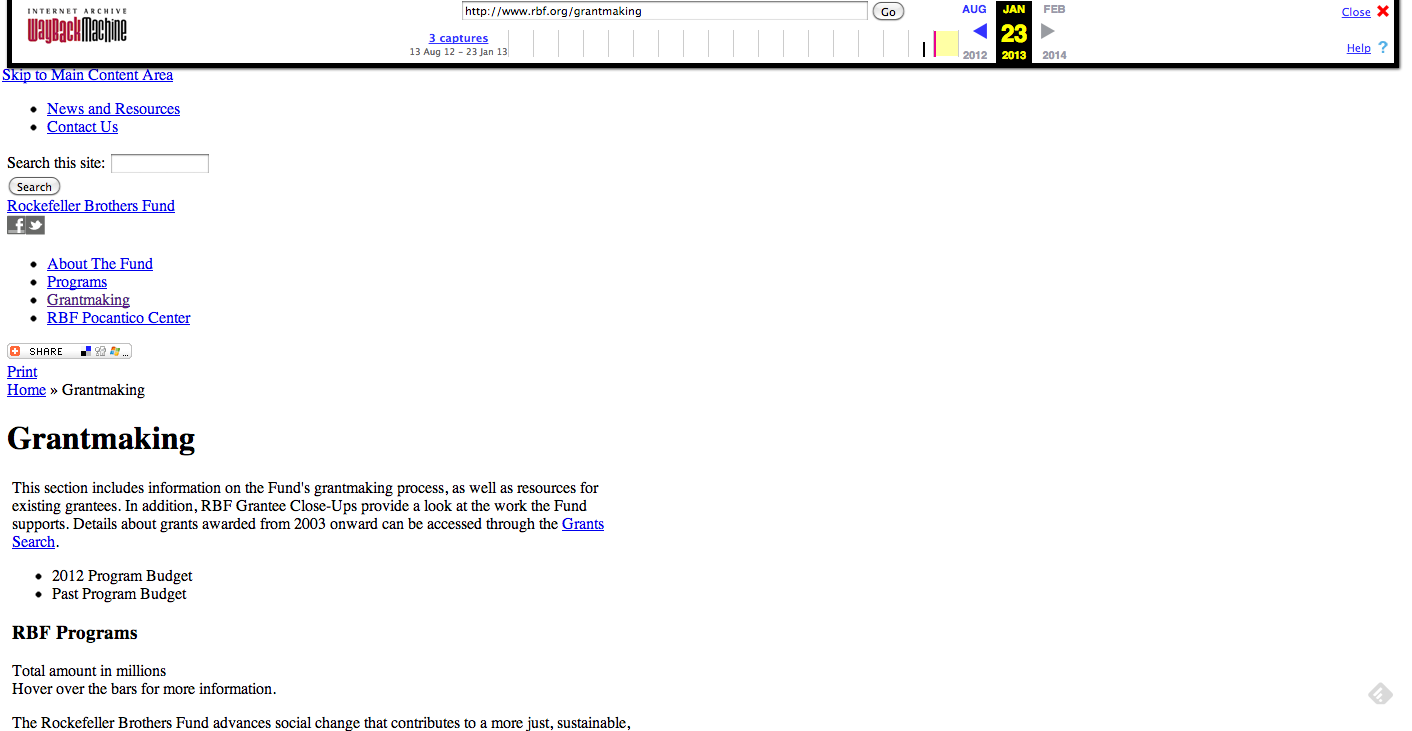 INTERNET ARCHIVE
WayBackMachine
http://www.rbf.org/grantmaking
Go
3 captures
13 Aug 12 - 23 Jan 13
AUG
JAN
FEB
23
2012
2013
2014
Close
Help ?
Skip to Main Content Area
• News and Resources
• Contact Us
Search this site:
Search
Rockefeller Brothers Fund
• About The Fund
• Programs
• Grantmaking
• RBF Pocantico Center
SHARE ...
Print
Home » Grantmaking
Grantmaking
This section includes information on the Fund's grantmaking process, as well as resources for
existing grantees. In addition, RBF Grantee Close-Ups provide a look at the work the Fund
supports. Details about grants awarded from 2003 onward can be accessed through the Grants
Search.
• 2012 Program Budget
• Past Program Budget
RBF Programs
Total amount in millions
Hover over the bars for more information.
The Rockefeller Brothers Fund advances social change that contributes to a more just, sustainable,